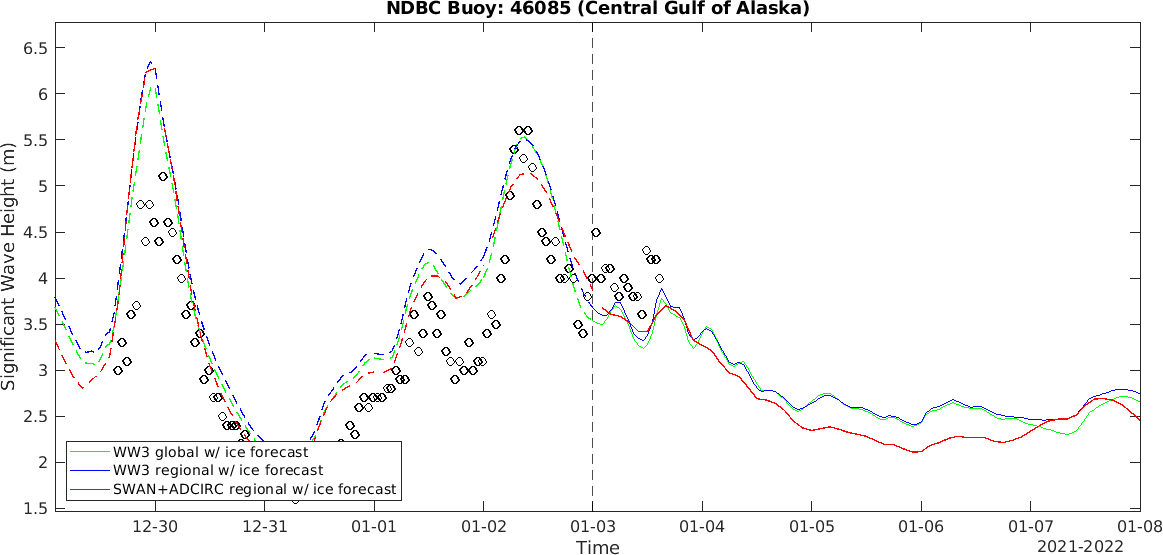 NDBC Buoy: 46085 (Central Gulf of Alaska)
Significant Wave Height (m)
6.5
6
5.5
5
4.5
4
3.5
3
2.5
2
1.5
WW3 global w/ ice forecast
WW3 regional w/ ice forecast
SWAN+ADCIRC regional w/ ice forecast
12-30 12-31 01-01 01-02 01-03 01-04 01-05 01-06 01-07 01-08
Time
2021-2022